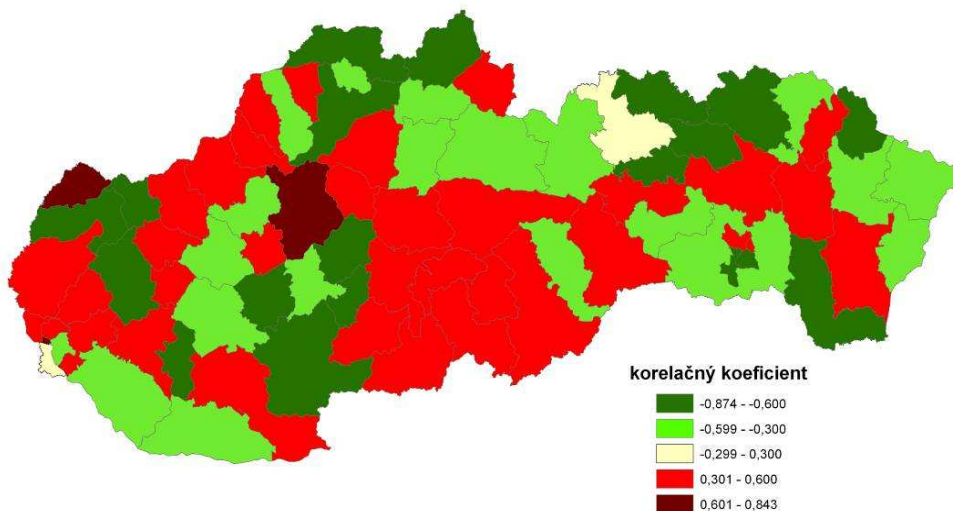 korelačný koeficient
-0,874 - -0,600
-0,599 - -0,300
-0,299 - 0,300
0,301 - 0,600
0,601 - 0,843